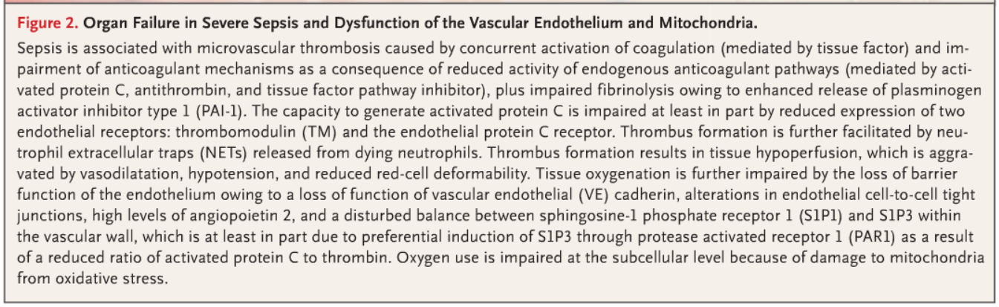 Figure 2. Organ Failure in Severe Sepsis and Dysfunction of the Vascular Endothelium and Mitochondria.
Sepsis is associated with microvascular thrombosis caused by concurrent activation of coagulation (mediated by tissue factor) and im-
pairment of anticoagulant mechanisms as a consequence of reduced activity of endogenous anticoagulant pathways (mediated by acti-
vated protein C, antithrombin, and tissue factor pathway inhibitor), plus impaired fibrinolysis owing to enhanced release of plasminogen
activator inhibitor type 1 (PAI-1). The capacity to generate activated protein C is impaired at least in part by reduced expression of two
endothelial receptors: thrombomodulin (TM) and the endothelial protein C receptor. Thrombus formation is further facilitated by neu-
trophil extracellular traps (NETs) released from dying neutrophils. Thrombus formation results in tissue hypoperfusion, which is aggra-
vated by vasodilatation, hypotension, and reduced red-cell deformability. Tissue oxygenation is further impaired by the loss of barrier
function of the endothelium owing to a loss of function of vascular endothelial (VE) cadherin, alterations in endothelial cell-to-cell tight
junctions, high levels of angiopoietin 2, and a disturbed balance between sphingosine-1 phosphate receptor 1 (S1P1) and S1P3 within
the vascular wall, which is at least in part due to preferential induction of S1P3 through protease activated receptor 1 (PAR1) as a result
of a reduced ratio of activated protein C to thrombin. Oxygen use is impaired at the subcellular level because of damage to mitochondria
from oxidative stress.